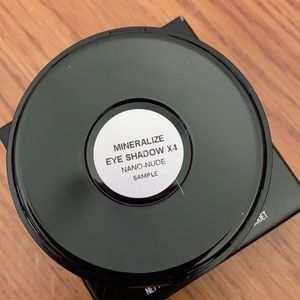 MINERALIZE
EYE SHADOW X4
NANO-NUDE
SAMPLE